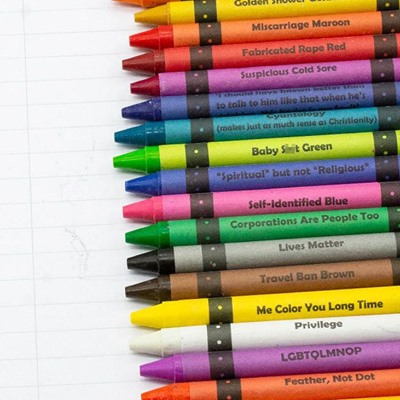 Golden Shower
Miscarriage Maroon
Fabricated Rape Red
Suspicious Cold Sore
I should have known better than
to talk to him like that when he's
Cyantology
(makes just as much sense as Christianity)
Baby S t Green
"Spiritual" but not "Religious"
Self-identified Blue
Corporations Are People Too
Lives Matter
Travel Ban Brown
Me Color You Long Time
Privilege
LGBTQLMNOP
Feather, Not Dot